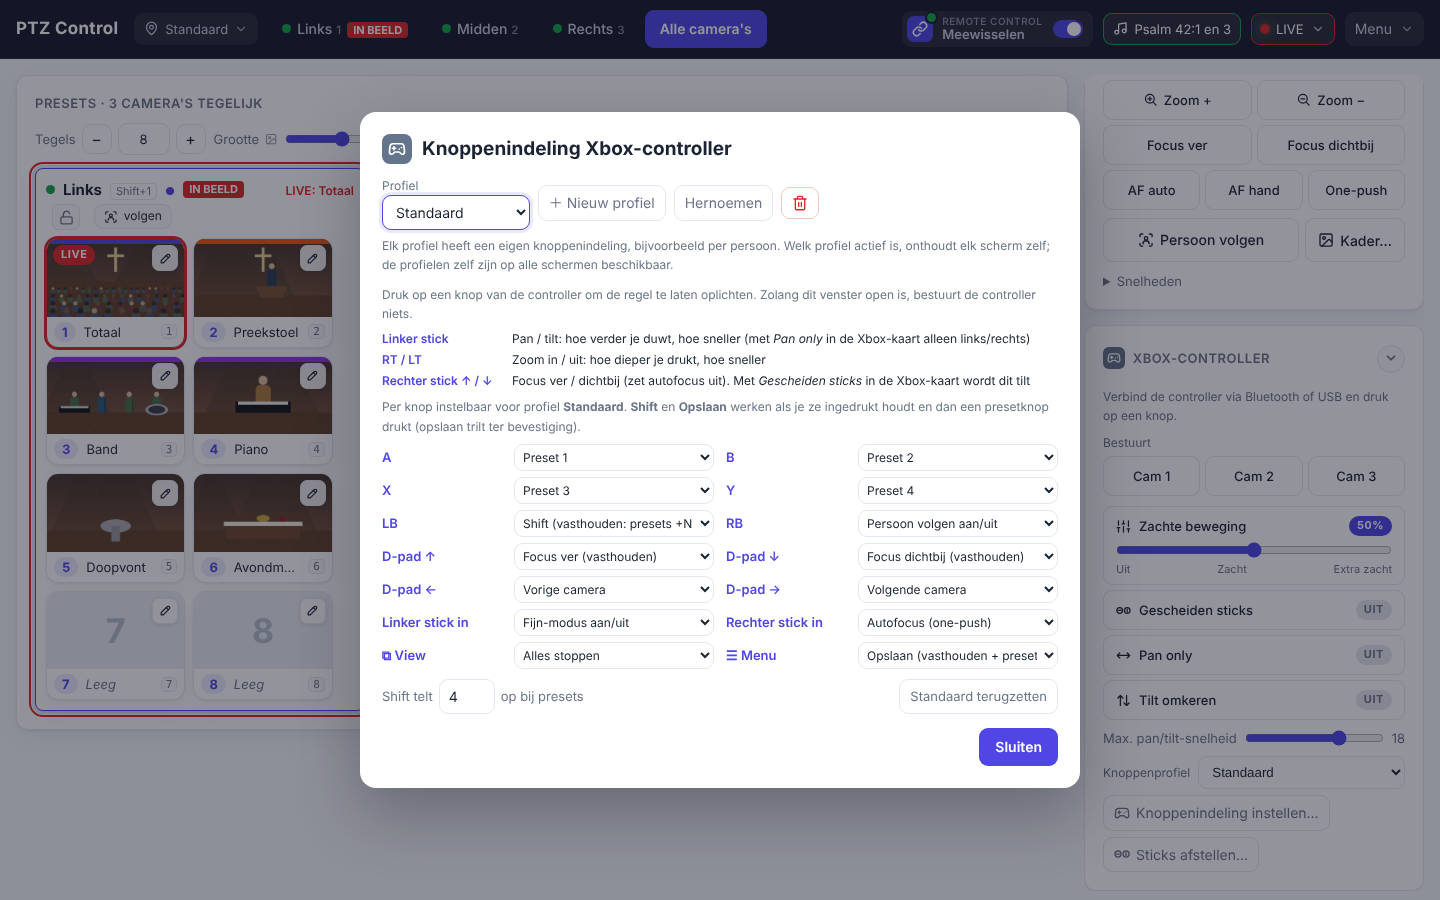 PTZ Control
Standaard
Links 1 IN BEELD
Midden 2
Rechts 3
Alle camera's
REMOTE CONTROL
Meewisselen
Psalm 42:1 en 3
LIVE
Menu
PRESETS · 3 CAMERA'S TEGELIJK
Tegels − 8 + Grootte
Links Shift+1 IN BEELD LIVE: Totaal
volgen
LIVE
1 Totaal 1
2 Preekstoel 2
3 Band 3
4 Piano 4
5 Doopvont 5
6 Avondm... 6
7
8
7 Leeg 7
8 Leeg 8
Knoppenindeling Xbox-controller
Profiel
Standaard
+ Nieuw profiel
Hernoemen
Elk profiel heeft een eigen knoppenindeling, bijvoorbeeld per persoon. Welk profiel actief is, onthoudt elk scherm zelf;
de profielen zelf zijn op alle schermen beschikbaar.
Druk op een knop van de controller om de regel te laten oplichten. Zolang dit venster open is, bestuurt de controller
niets.
Linker stick Pan / tilt: hoe verder je duwt, hoe sneller (met Pan only in de Xbox-kaart alleen links/rechts)
RT / LT Zoom in / uit: hoe dieper je drukt, hoe sneller
Rechter stick ↑ / ↓ Focus ver / dichtbij (zet autofocus uit). Met Gescheiden sticks in de Xbox-kaart wordt dit tilt
Per knop instelbaar voor profiel Standaard. Shift en Opslaan werken als je ze ingedrukt houdt en dan een presetknop
drukt (opslaan trilt ter bevestiging).
A Preset 1 B Preset 2
X Preset 3 Y Preset 4
LB Shift (vasthouden: presets +N RB Persoon volgen aan/uit
D-pad ↑ Focus ver (vasthouden) D-pad ↓ Focus dichtbij (vasthouden)
D-pad ← Vorige camera D-pad → Volgende camera
Linker stick in Fijn-modus aan/uit Rechter stick in Autofocus (one-push)
⧉ View Alles stoppen ☰ Menu Opslaan (vasthouden + preset
Shift telt 4 op bij presets
Standaard terugzetten
Sluiten
Zoom +
Zoom −
Focus ver
Focus dichtbij
AF auto
AF hand
One-push
Persoon volgen
Kader...
▶ Snelheden
XBOX-CONTROLLER
Verbind de controller via Bluetooth of USB en druk
op een knop.
Bestuurt
Cam 1
Cam 2
Cam 3
Zachte beweging 50%
Uit Zacht Extra zacht
Gescheiden sticks UIT
Pan only UIT
Tilt omkeren UIT
Max. pan/tilt-snelheid 18
Knoppenprofiel Standaard
Knoppenindeling instellen...
Sticks afstellen...